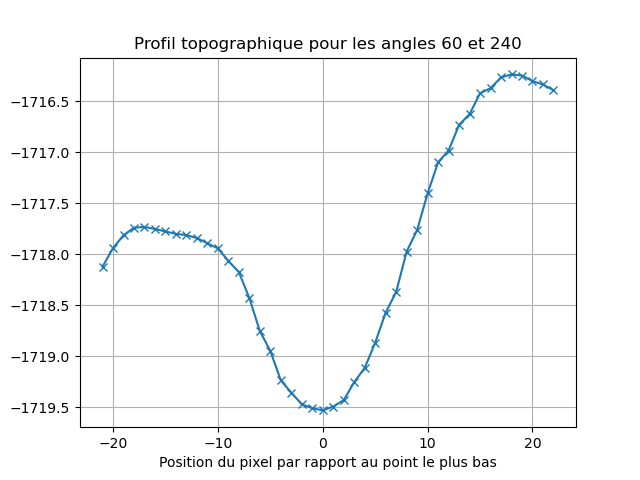 Profil topographique pour les angles 60 et 240
−1716.5
−1717.0
−1717.5
−1718.0
−1718.5
−1719.0
−1719.5
−20 −10 0 10 20
Position du pixel par rapport au point le plus bas